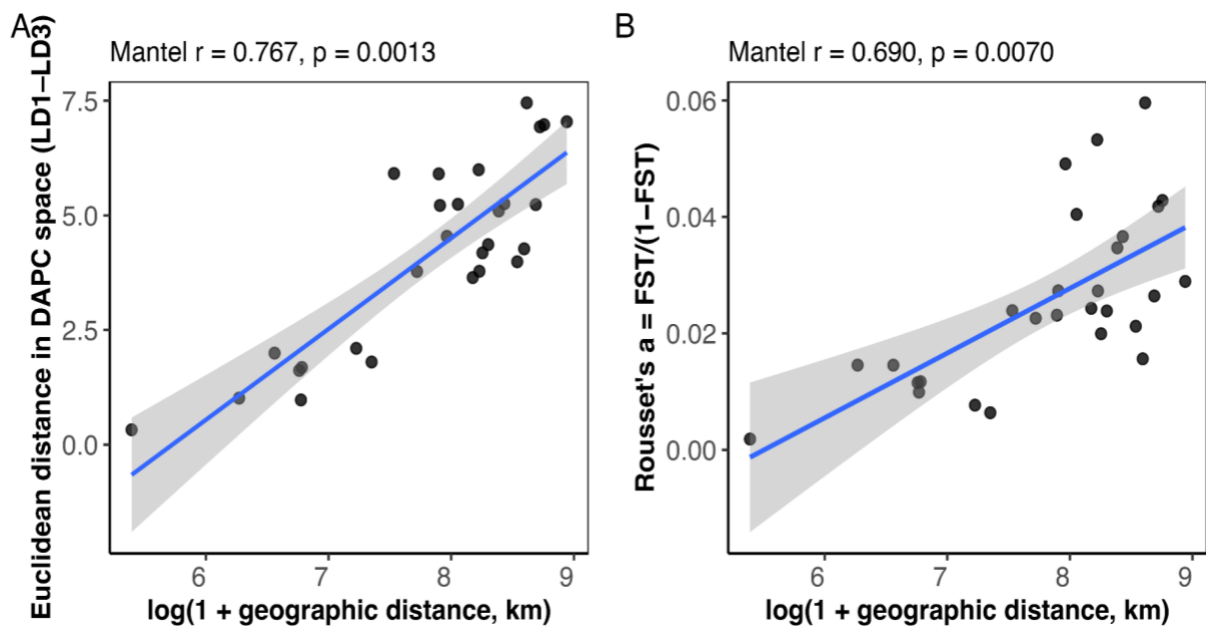 A
Mantel r = 0.767, p = 0.0013
Euclidean distance in DAPC space (LD1–LD3)
7.5
5.0
2.5
0.0
6 7 8 9
log(1 + geographic distance, km)
B
Mantel r = 0.690, p = 0.0070
Rousset's a = FST/(1–FST)
0.06
0.04
0.02
0.00
6 7 8 9
log(1 + geographic distance, km)